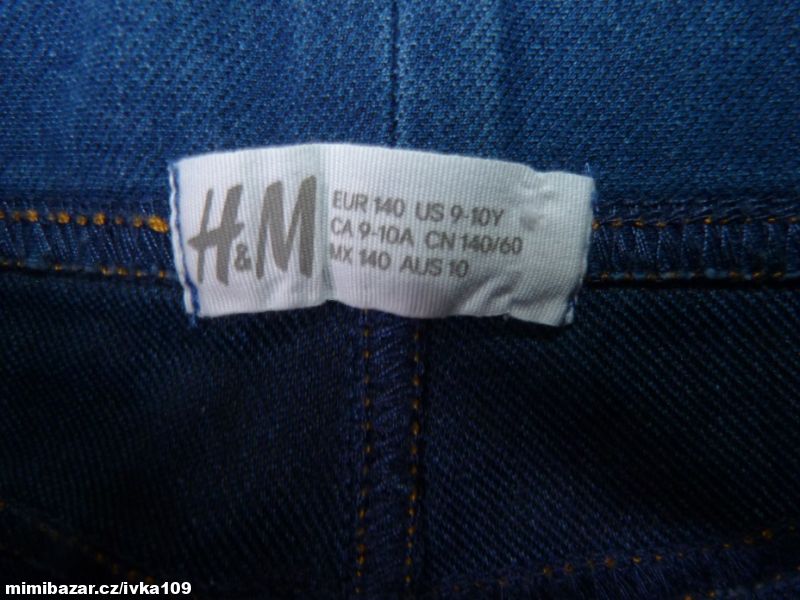 H&M
EUR 140 US 9-10Y
CA 9-10A CN 140/60
MX 140 AUS 10
mimibazar.cz/ivka109